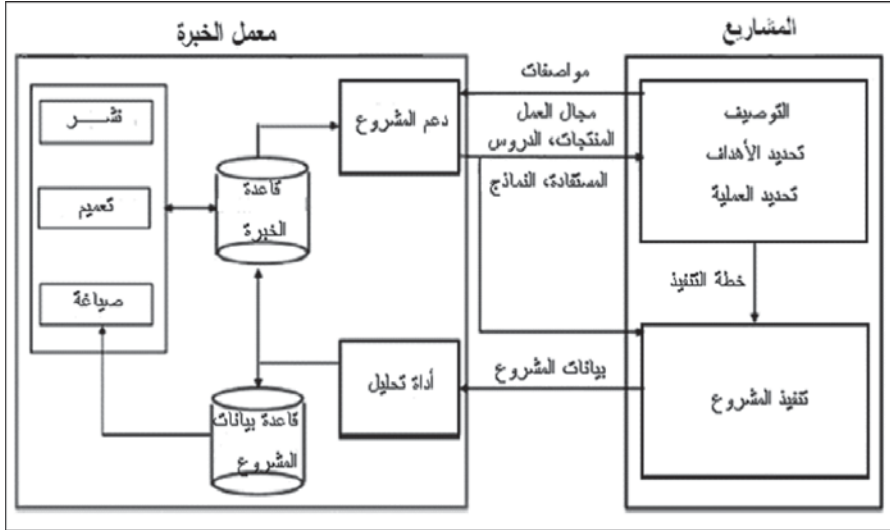 المشاريع
معمل الخبرة
التوصيف
تحديد الأهداف
تحديد العملية
خطة التنفيذ
تنفيذ المشروع
مواصفات
مجال العمل
المنتجات، الدروس
المستفادة، النماذج
بيانات المشروع
دعم المشروع
أداة تحليل
قاعدة
الخبرة
قاعدة بيانات
المشروع
نشـــر
تعميم
صياغة